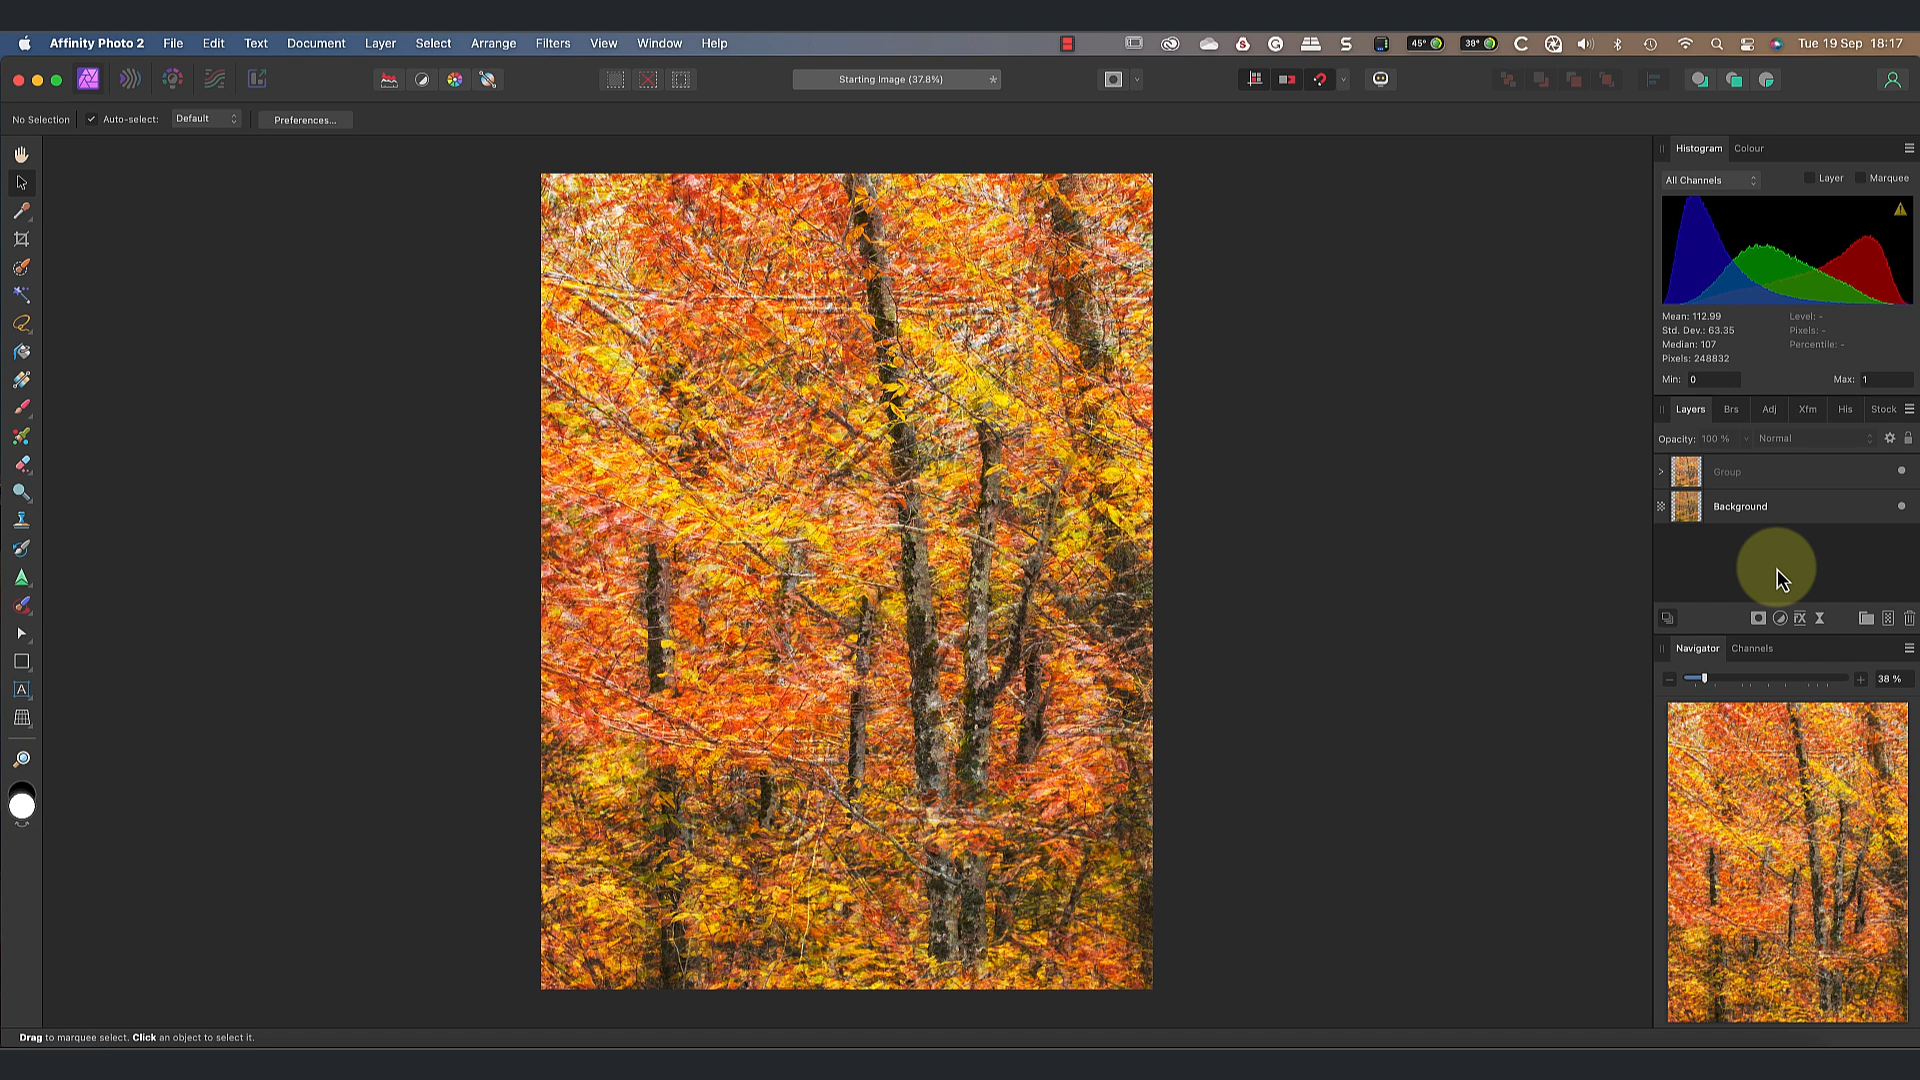 Affinity Photo 2 File Edit Text Document Layer Select Arrange Filters View Window Help 45° 38° Tue 19 Sep 18:17
Starting Image (37.8%)
No Selection Auto-select: Default Preferences...
Histogram Colour
All Channels Layer Marquee
Mean: 112.99 Level: -
Std. Dev.: 63.35 Pixels: -
Median: 107 Percentile: -
Pixels: 248832
Min: 0 Max: 1
Layers Brs Adj Xfm His Stock
Opacity: 100 % Normal
Group
Background
Navigator Channels
38 %
Drag to marquee select. Click an object to select it.